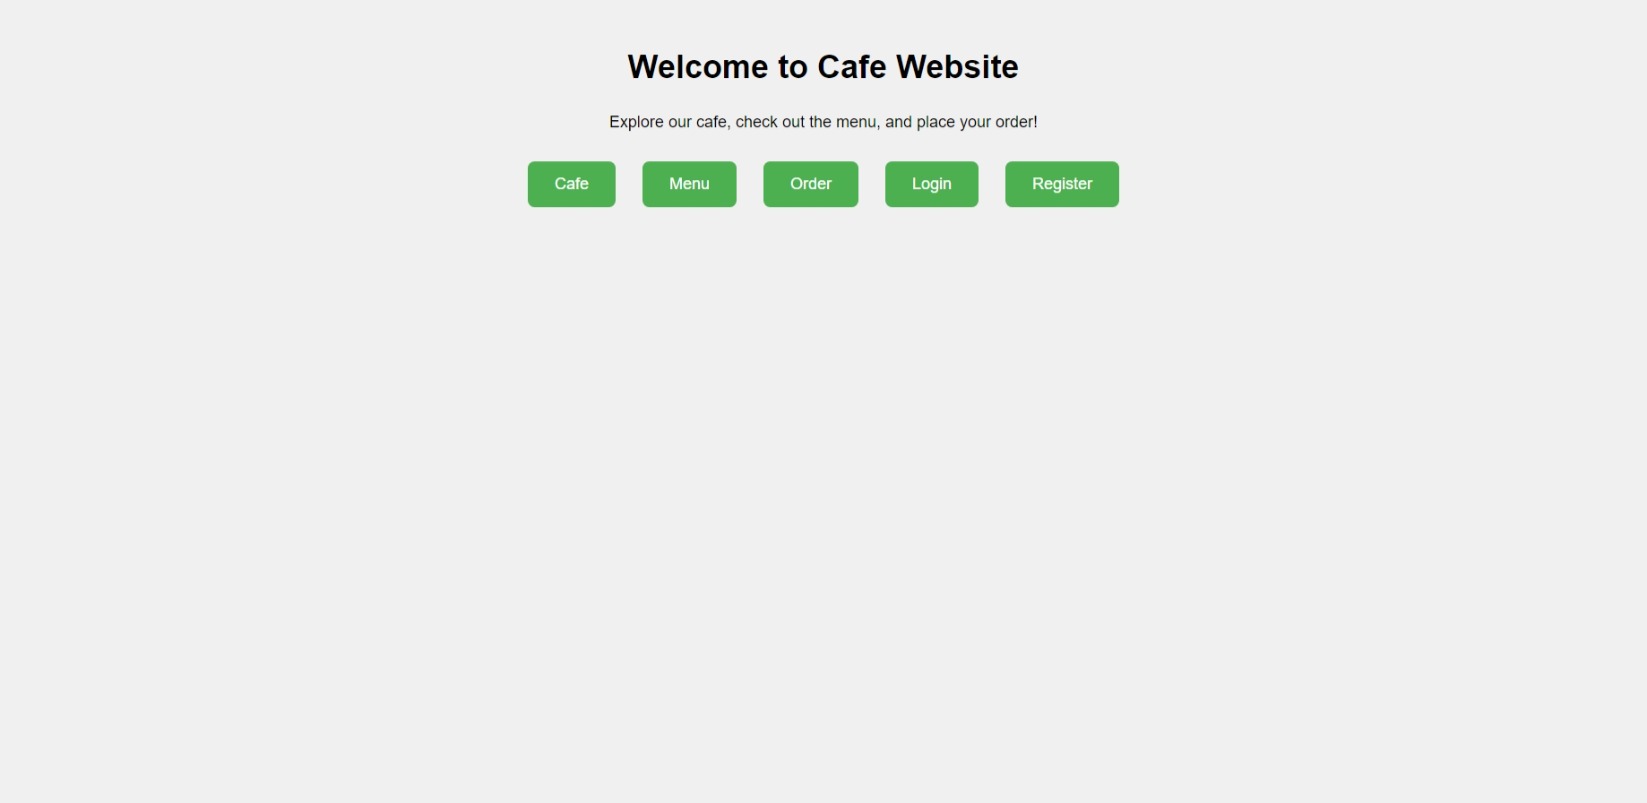 Welcome to Cafe Website
Explore our cafe, check out the menu, and place your order!
Cafe Menu Order Login Register